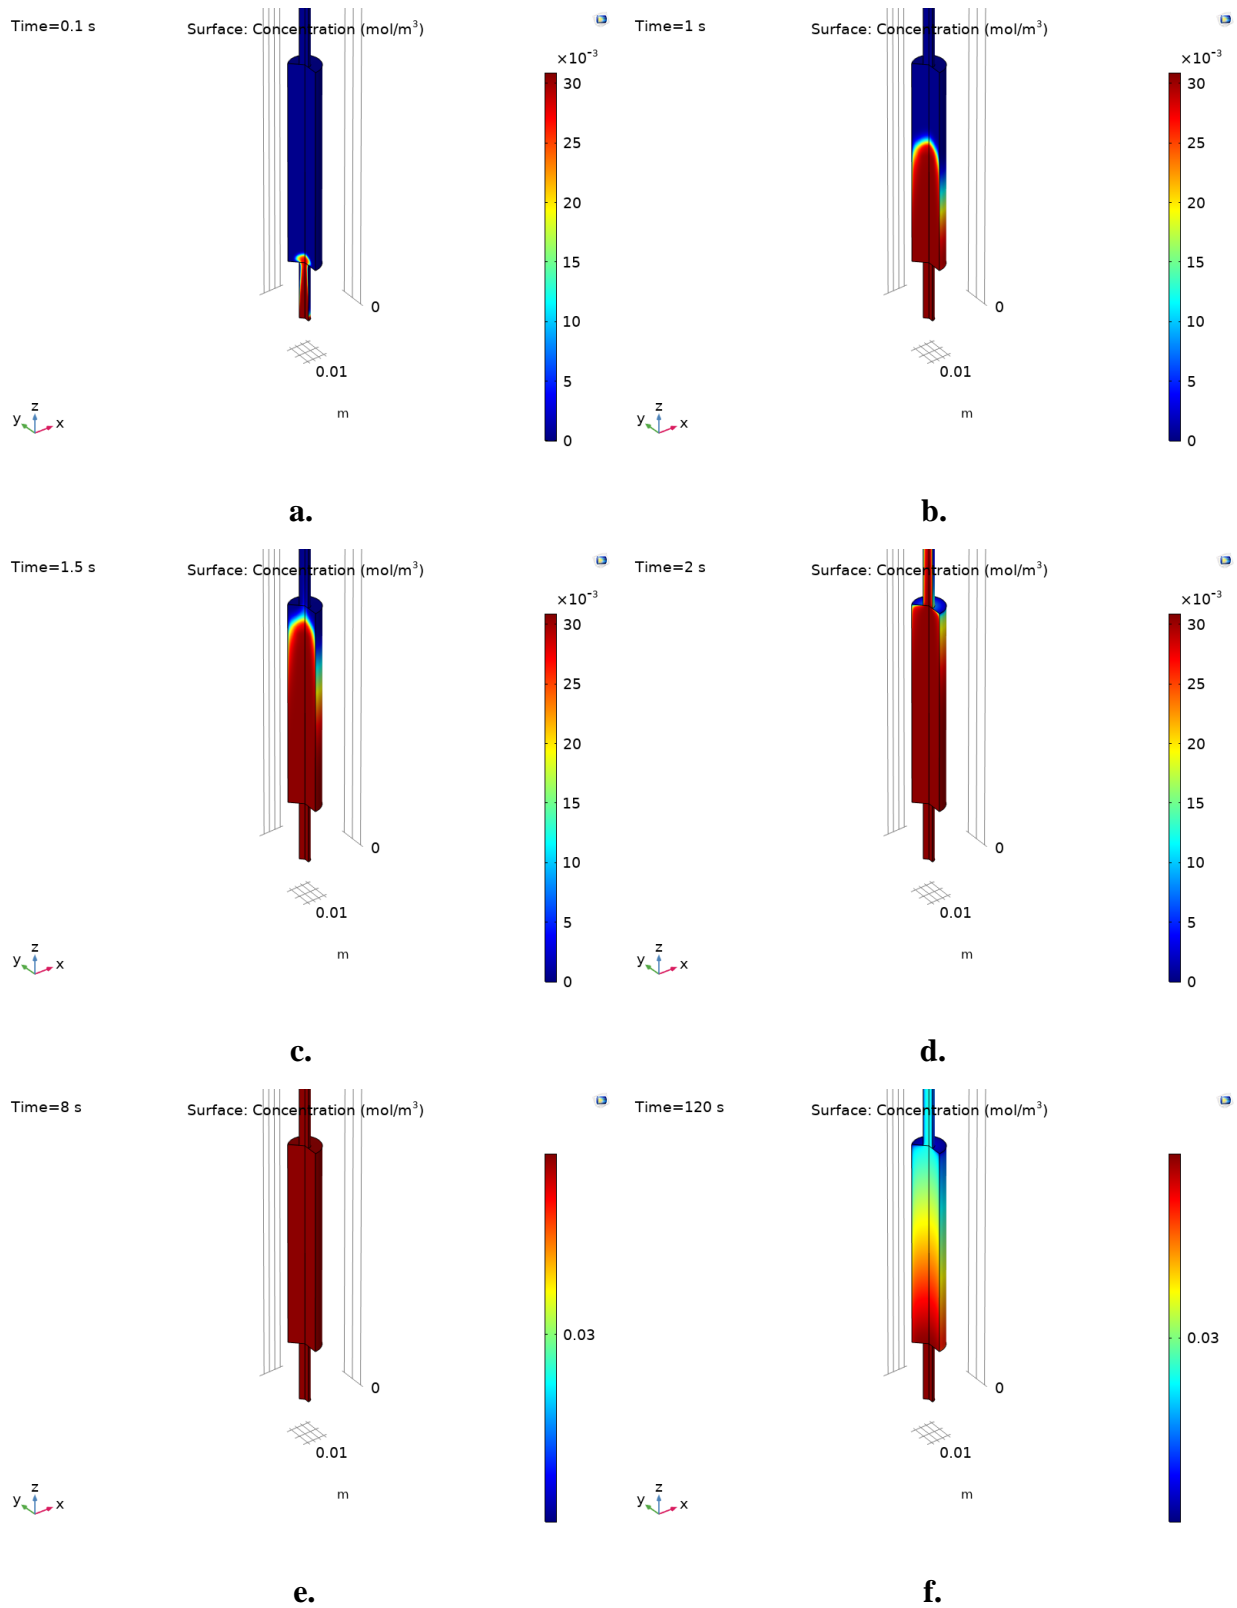 Time=0.1 s
Surface: Concentration (mol/m³)
×10⁻³
30
25
20
15
10
5
0
0
0.01
m
z
y
x
a.
Time=1 s
Surface: Concentration (mol/m³)
×10⁻³
30
25
20
15
10
5
0
0
0.01
m
z
y
x
b.
Time=1.5 s
Surface: Concentration (mol/m³)
×10⁻³
30
25
20
15
10
5
0
0
0.01
m
z
y
x
c.
Time=2 s
Surface: Concentration (mol/m³)
×10⁻³
30
25
20
15
10
5
0
0
0.01
m
z
y
x
d.
Time=8 s
Surface: Concentration (mol/m³)
0.03
0
0.01
m
z
y
x
e.
Time=120 s
Surface: Concentration (mol/m³)
0.03
0
0.01
m
z
y
x
f.